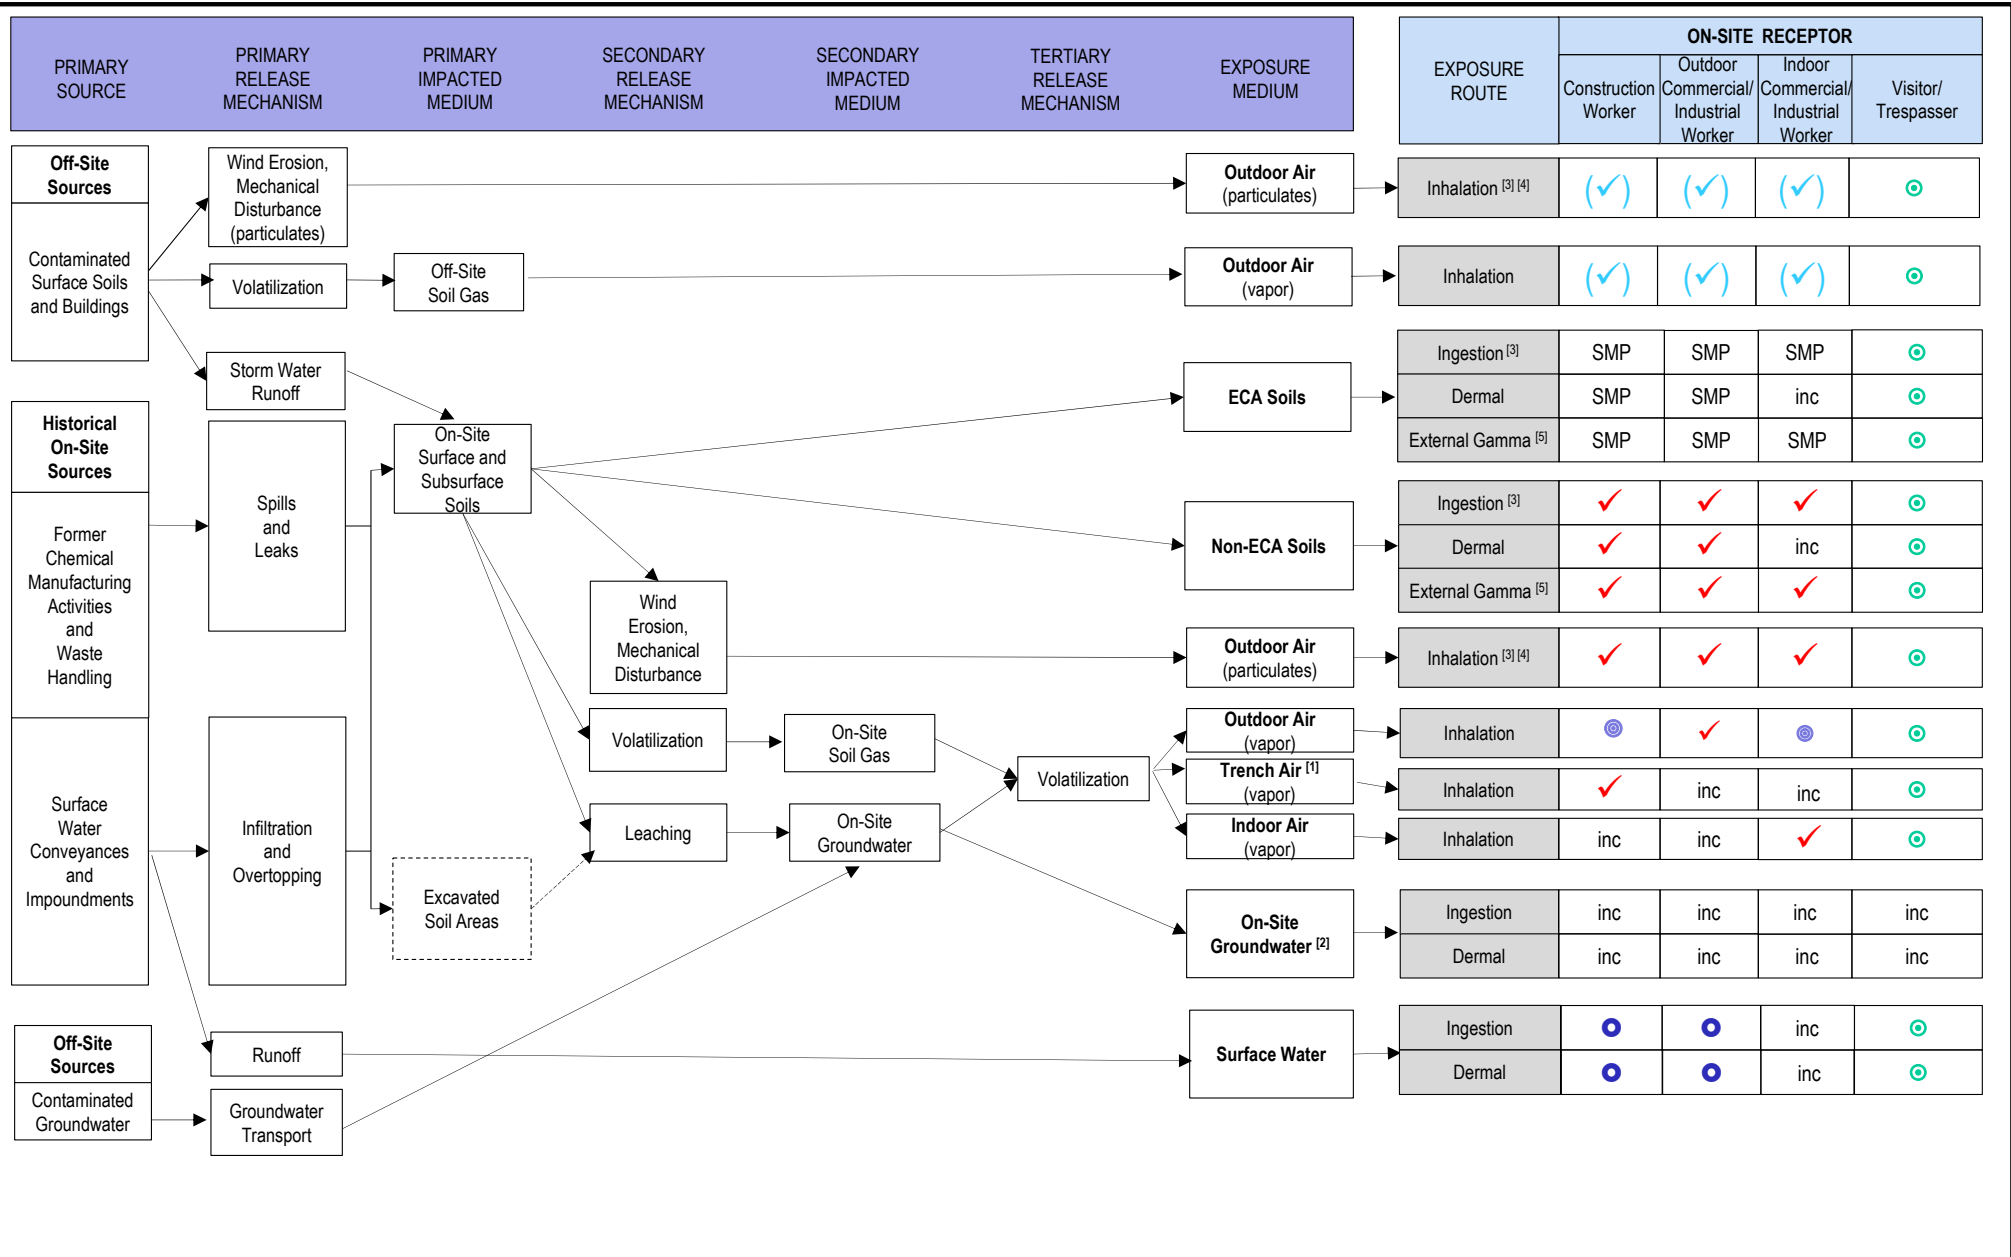 PRIMARY
SOURCE
PRIMARY
RELEASE
MECHANISM
PRIMARY
IMPACTED
MEDIUM
SECONDARY
RELEASE
MECHANISM
SECONDARY
IMPACTED
MEDIUM
TERTIARY
RELEASE
MECHANISM
EXPOSURE
MEDIUM
EXPOSURE
ROUTE
ON-SITE RECEPTOR
Construction
Worker
Outdoor
Commercial/
Industrial
Worker
Indoor
Commercial/
Industrial
Worker
Visitor/
Trespasser
Off-Site
Sources
Contaminated
Surface Soils
and Buildings
Wind Erosion,
Mechanical
Disturbance
(particulates)
Outdoor Air
(particulates)
Inhalation [3] [4]
(✓) (✓) (✓)
Volatilization
Off-Site
Soil Gas
Outdoor Air
(vapor)
Inhalation
(✓) (✓) (✓)
Storm Water
Runoff
Historical
On-Site
Sources
Former
Chemical
Manufacturing
Activities
and
Waste
Handling
Spills
and
Leaks
On-Site
Surface and
Subsurface
Soils
ECA Soils
Ingestion [3] SMP SMP SMP
Dermal SMP SMP inc
External Gamma [5] SMP SMP SMP
Non-ECA Soils
Ingestion [3] ✓ ✓ ✓
Dermal ✓ ✓ inc
External Gamma [5] ✓ ✓ ✓
Wind
Erosion,
Mechanical
Disturbance
Outdoor Air
(particulates)
Inhalation [3] [4] ✓ ✓ ✓
Surface
Water
Conveyances
and
Impoundments
Infiltration
and
Overtopping
Excavated
Soil Areas
Volatilization
Leaching
On-Site
Soil Gas
On-Site
Groundwater
Volatilization
Outdoor Air
(vapor)
Inhalation ✓
Trench Air [1]
(vapor)
Inhalation ✓ inc inc
Indoor Air
(vapor)
Inhalation inc inc ✓
On-Site
Groundwater [2]
Ingestion inc inc inc inc
Dermal inc inc inc inc
Off-Site
Sources
Contaminated
Groundwater
Runoff
Groundwater
Transport
Surface Water
Ingestion inc
Dermal inc